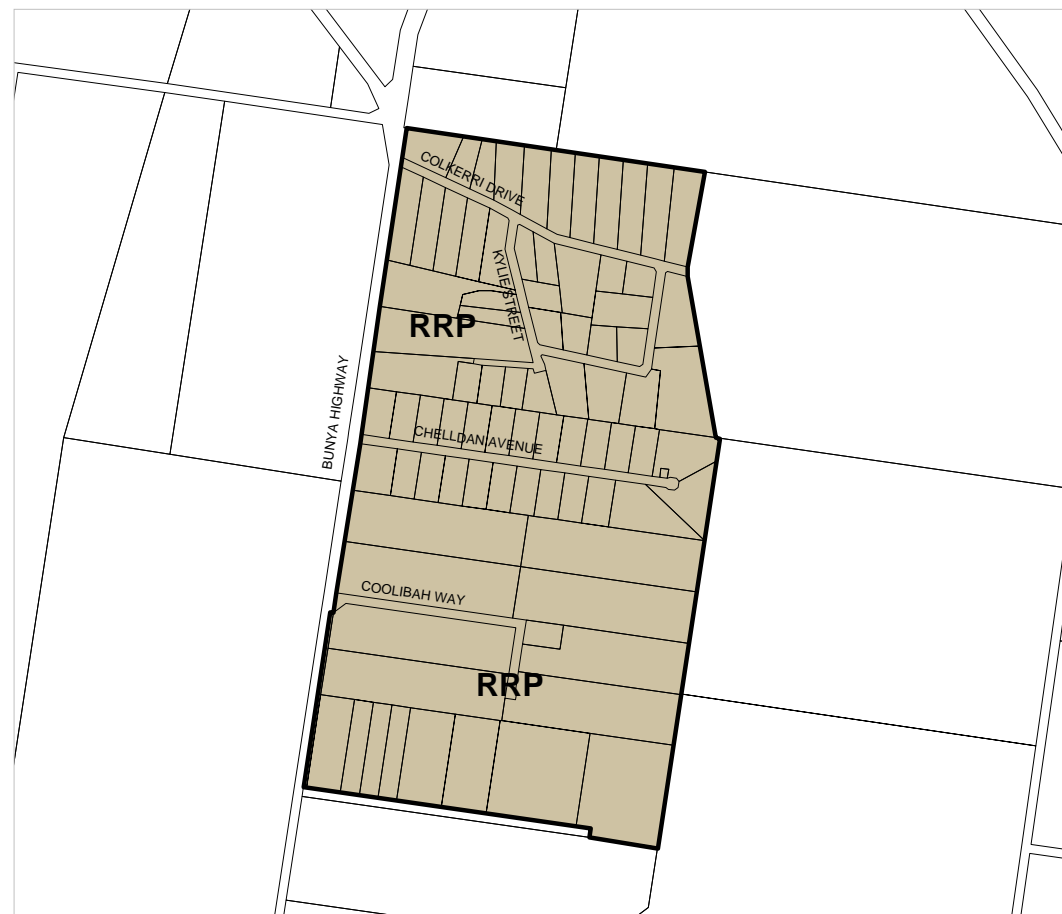 COLKERRI DRIVE
KYLIE STREET
RRP
BUNYA HIGHWAY
CHELLDAN AVENUE
COOLIBAH WAY
RRP